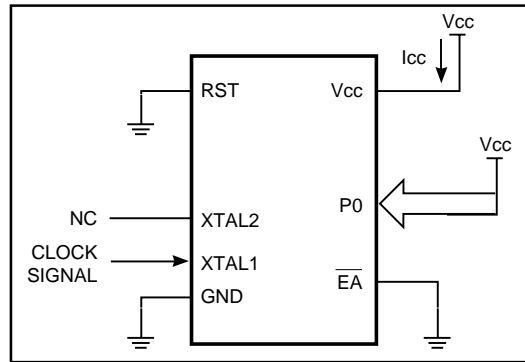 Vcc
Icc
RST
Vcc
Vcc
P0
NC
XTAL2
CLOCK
SIGNAL
XTAL1
EA
GND